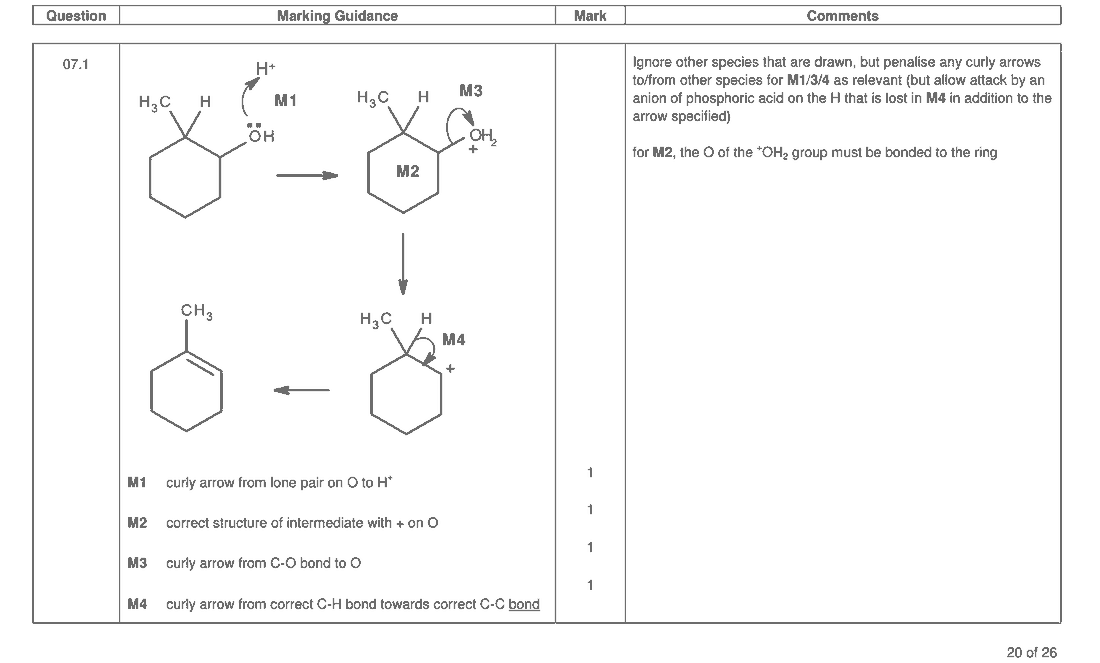 Question Marking Guidance Mark Comments
07.1
H⁺
H₃C H M1
OH
H₃C H M3
OH₂
+
M2
Ignore other species that are drawn, but penalise any curly arrows
to/from other species for M1/3/4 as relevant (but allow attack by an
anion of phosphoric acid on the H that is lost in M4 in addition to the
arrow specified)
for M2, the O of the ⁺OH₂ group must be bonded to the ring
CH₃
H₃C H
M4
+
M1 curly arrow from lone pair on O to H⁺ 1
M2 correct structure of intermediate with + on O 1
M3 curly arrow from C-O bond to O 1
M4 curly arrow from correct C-H bond towards correct C-C bond 1
20 of 26